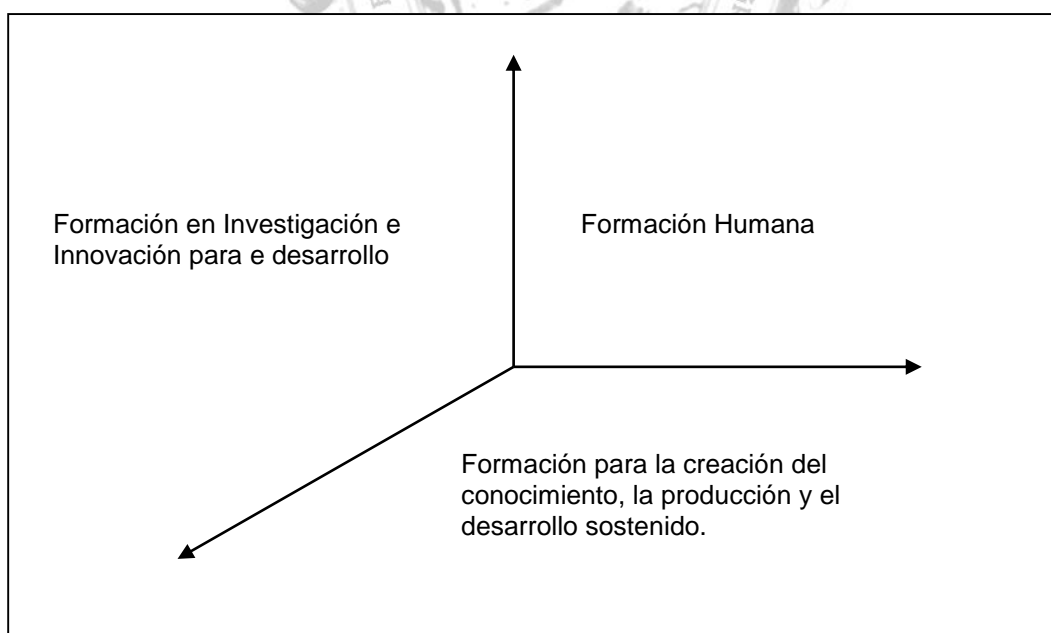 Formación en Investigación e
Innovación para e desarrollo
Formación Humana
Formación para la creación del
conocimiento, la producción y el
desarrollo sostenido.